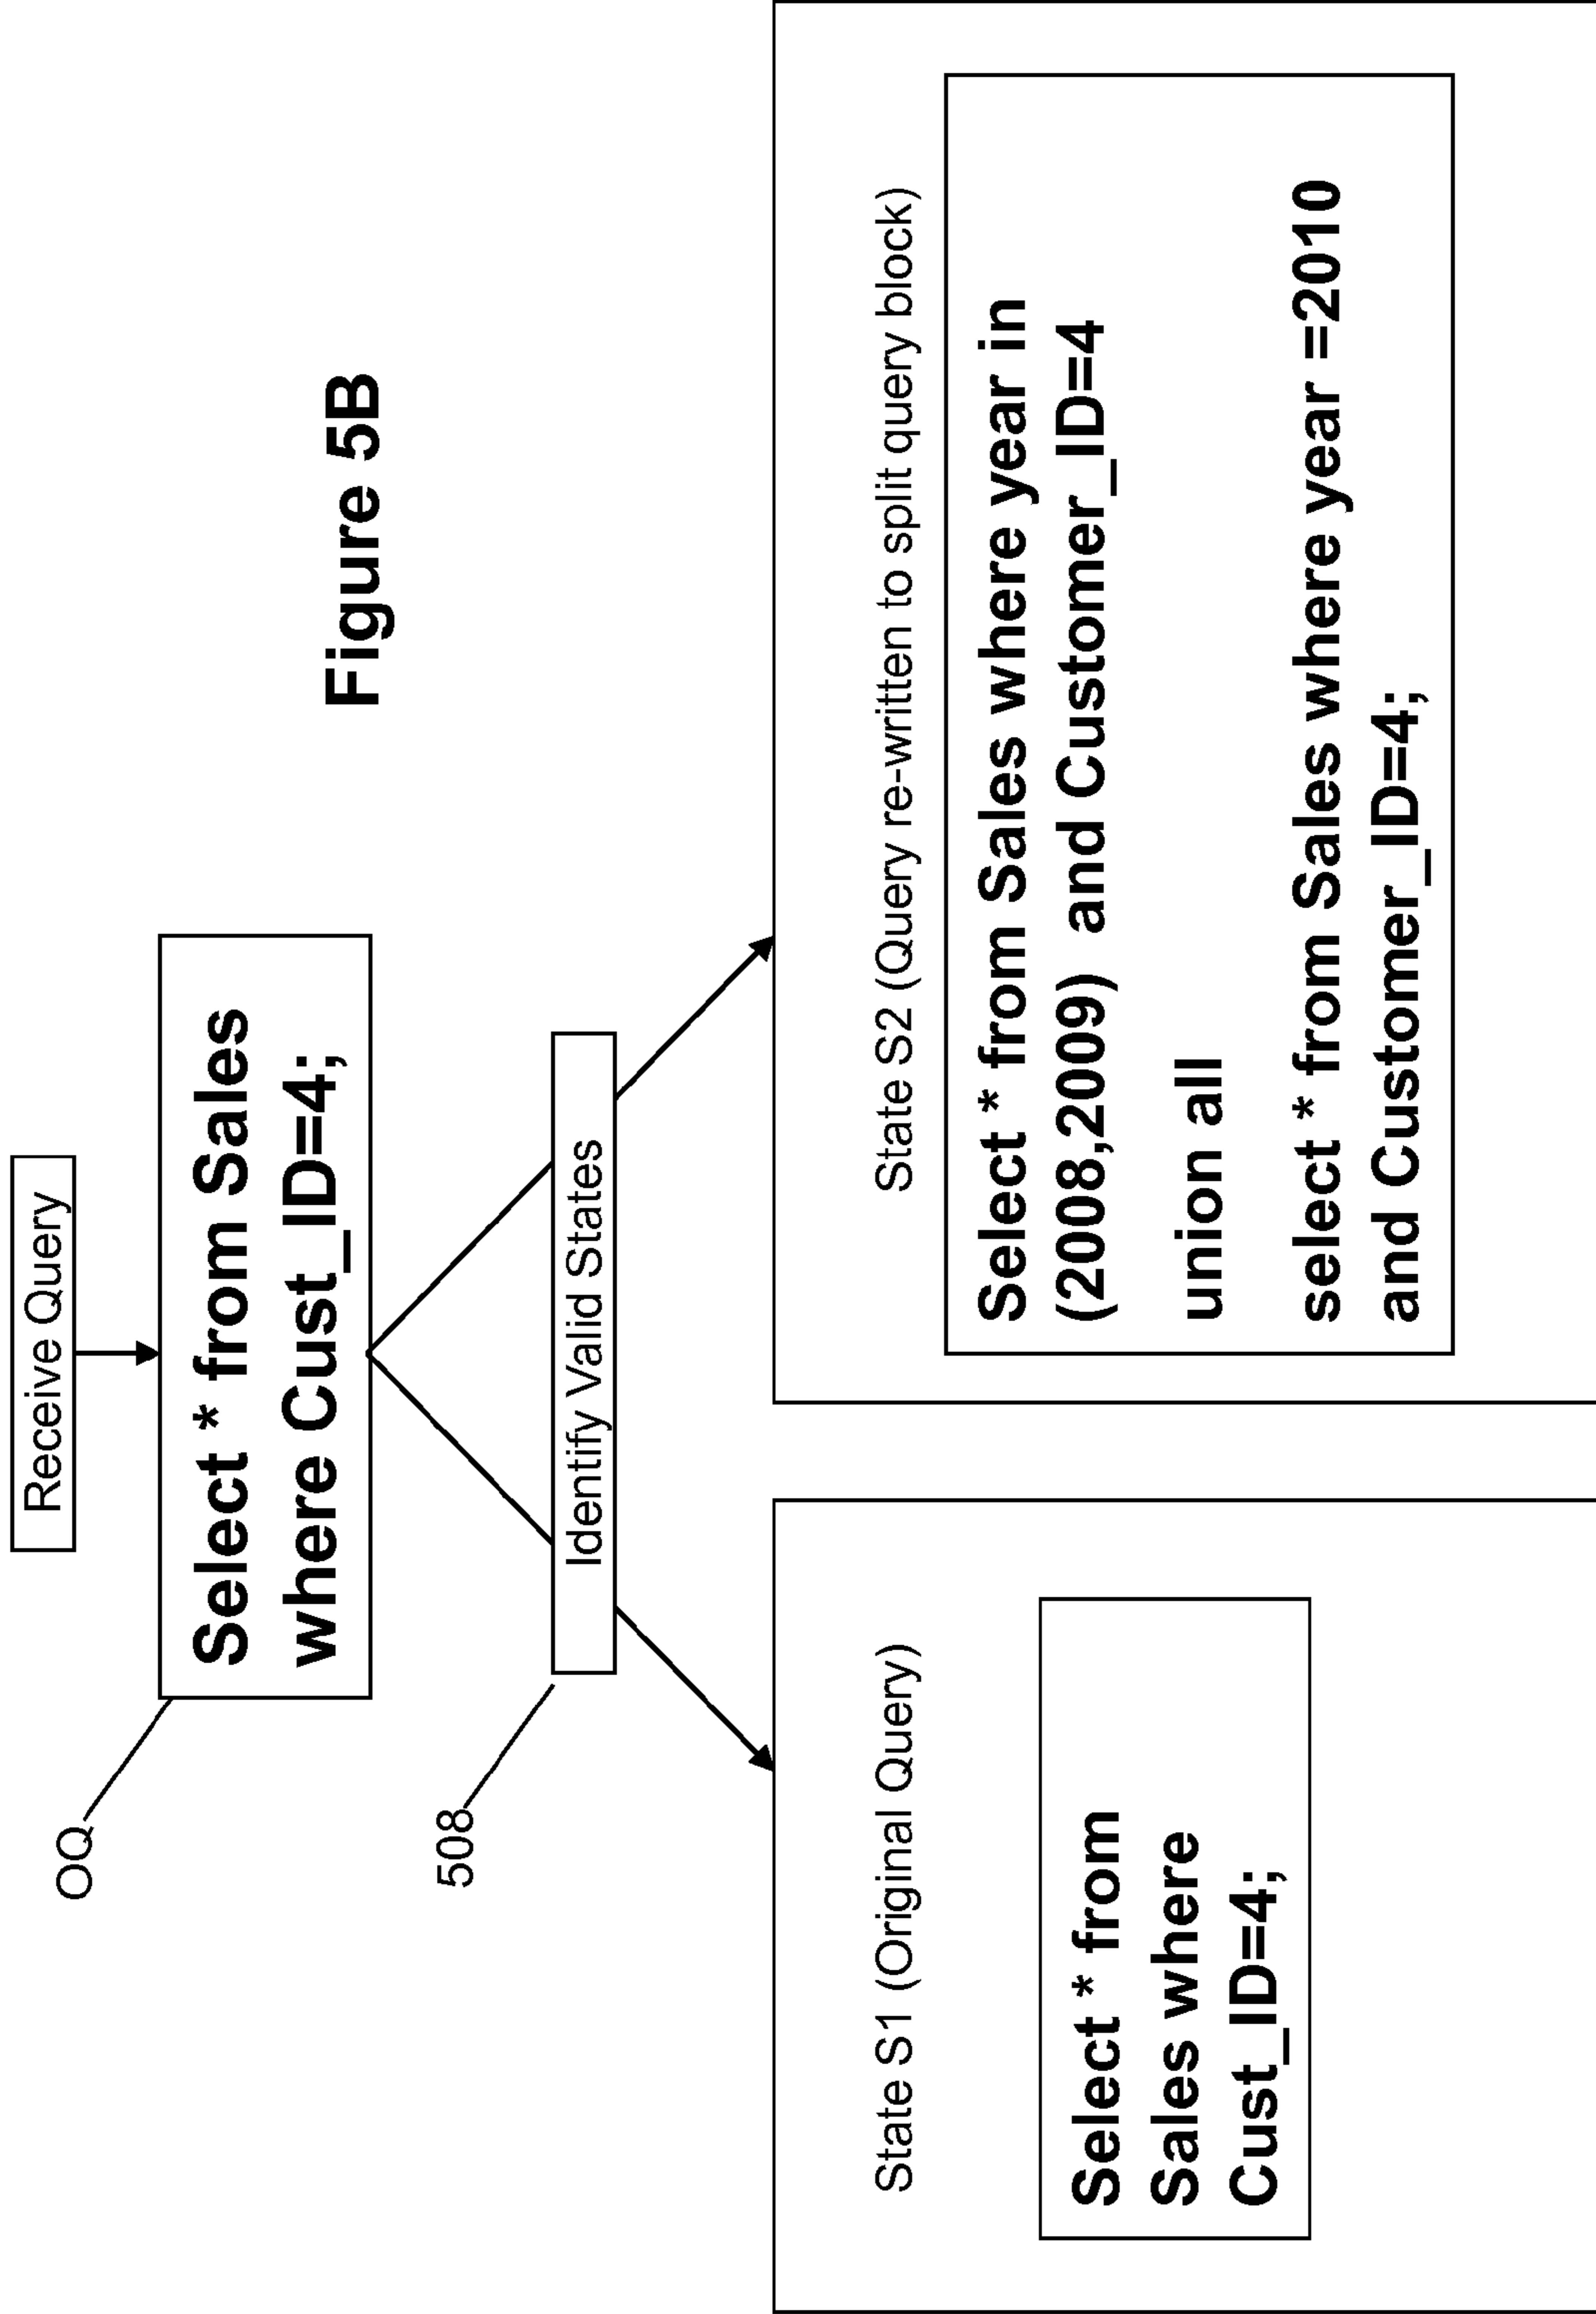 Receive Query
OQ
Select * from Sales
where Cust_ID=4;
Figure 5B
508
Identify Valid States
State S1 (Original Query)
Select * from
Sales where
Cust_ID=4;
State S2 (Query re-written to split query block)
Select * from Sales where year in
(2008,2009) and Customer_ID=4
union all
select * from Sales where year =2010
and Customer_ID=4;